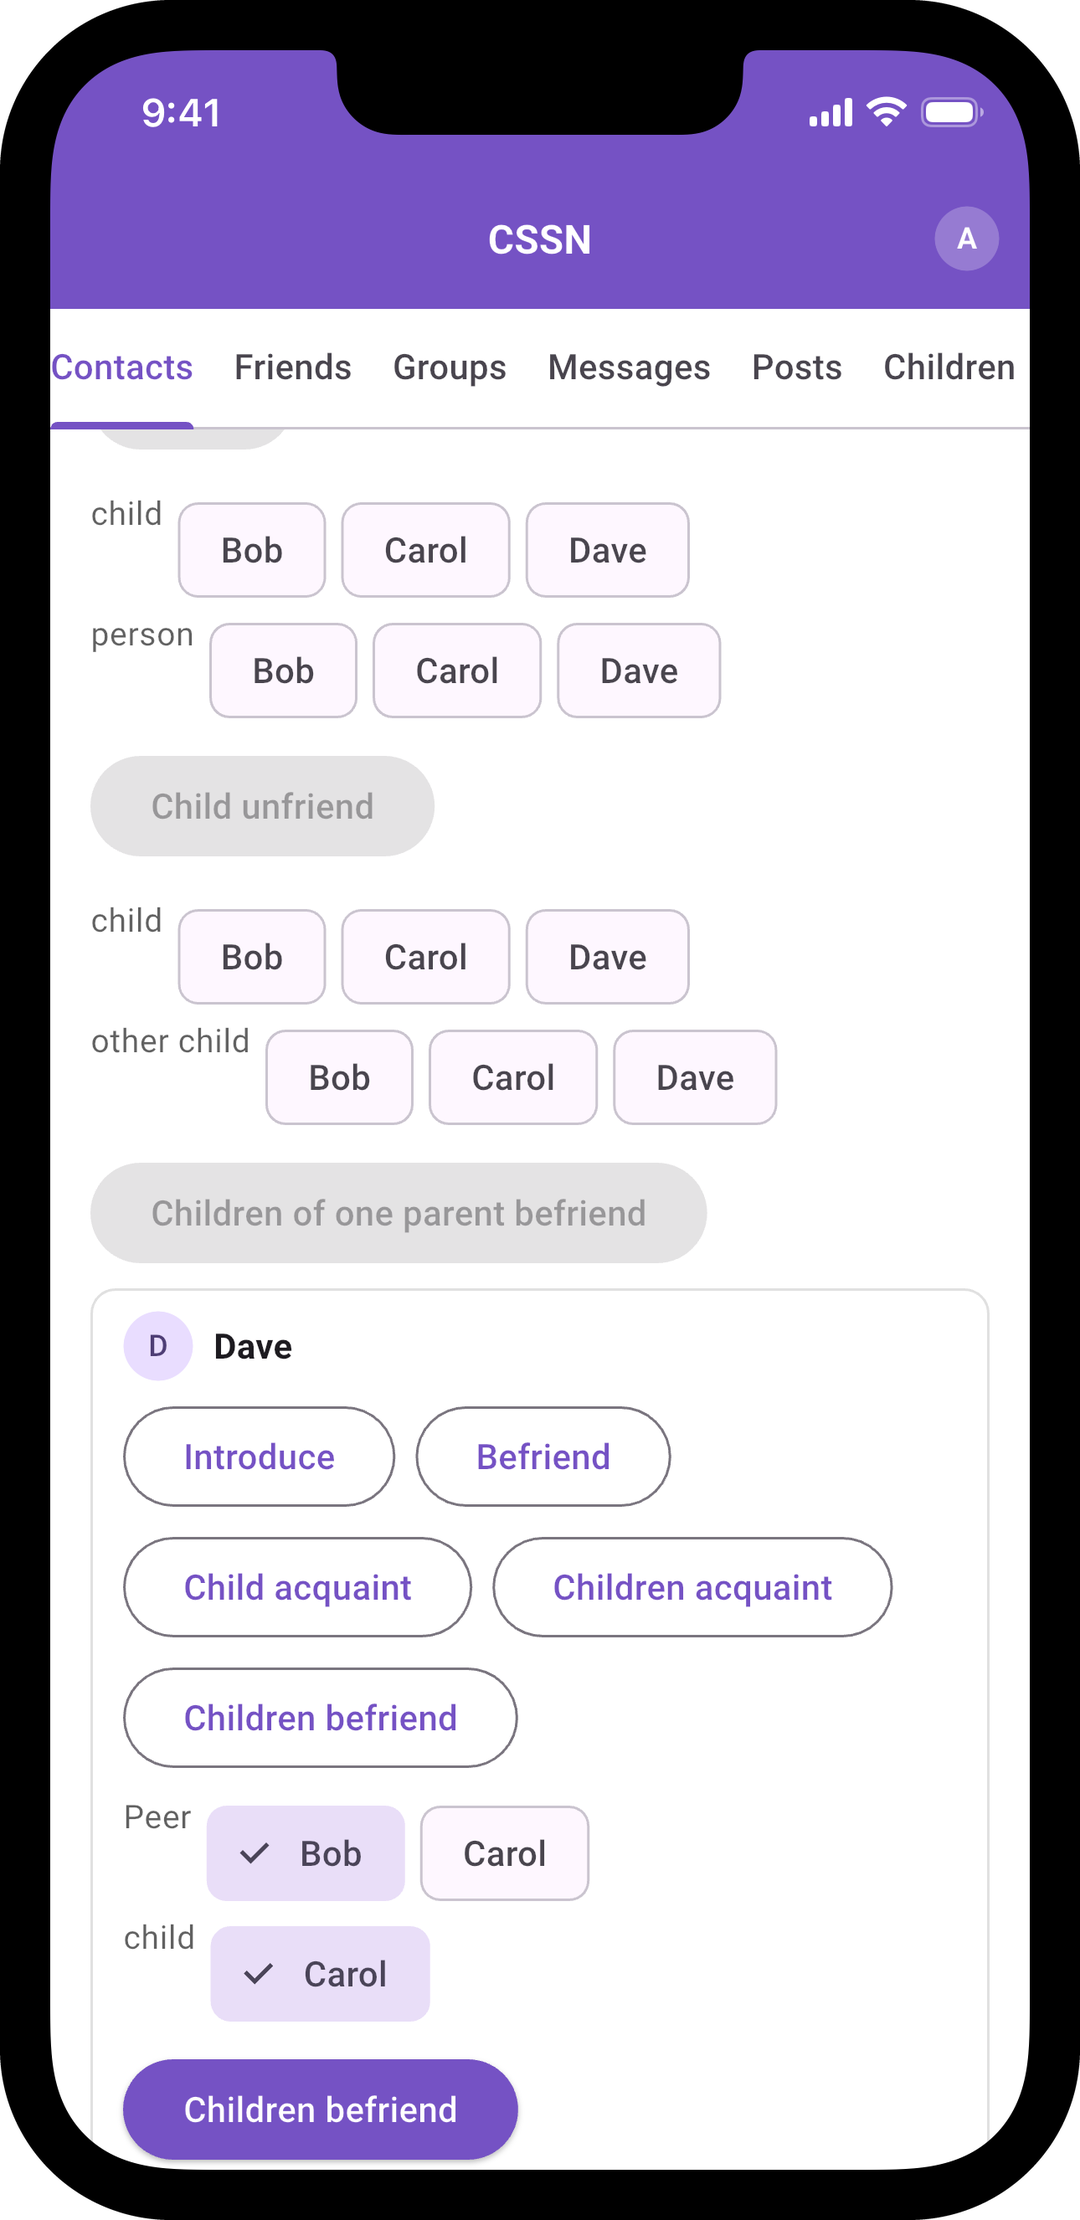 9:41
CSSN
A
Contacts Friends Groups Messages Posts Children
child Bob Carol Dave
person Bob Carol Dave
Child unfriend
child Bob Carol Dave
other child Bob Carol Dave
Children of one parent befriend
D Dave
Introduce Befriend
Child acquaint Children acquaint
Children befriend
Peer Bob Carol
child Carol
Children befriend